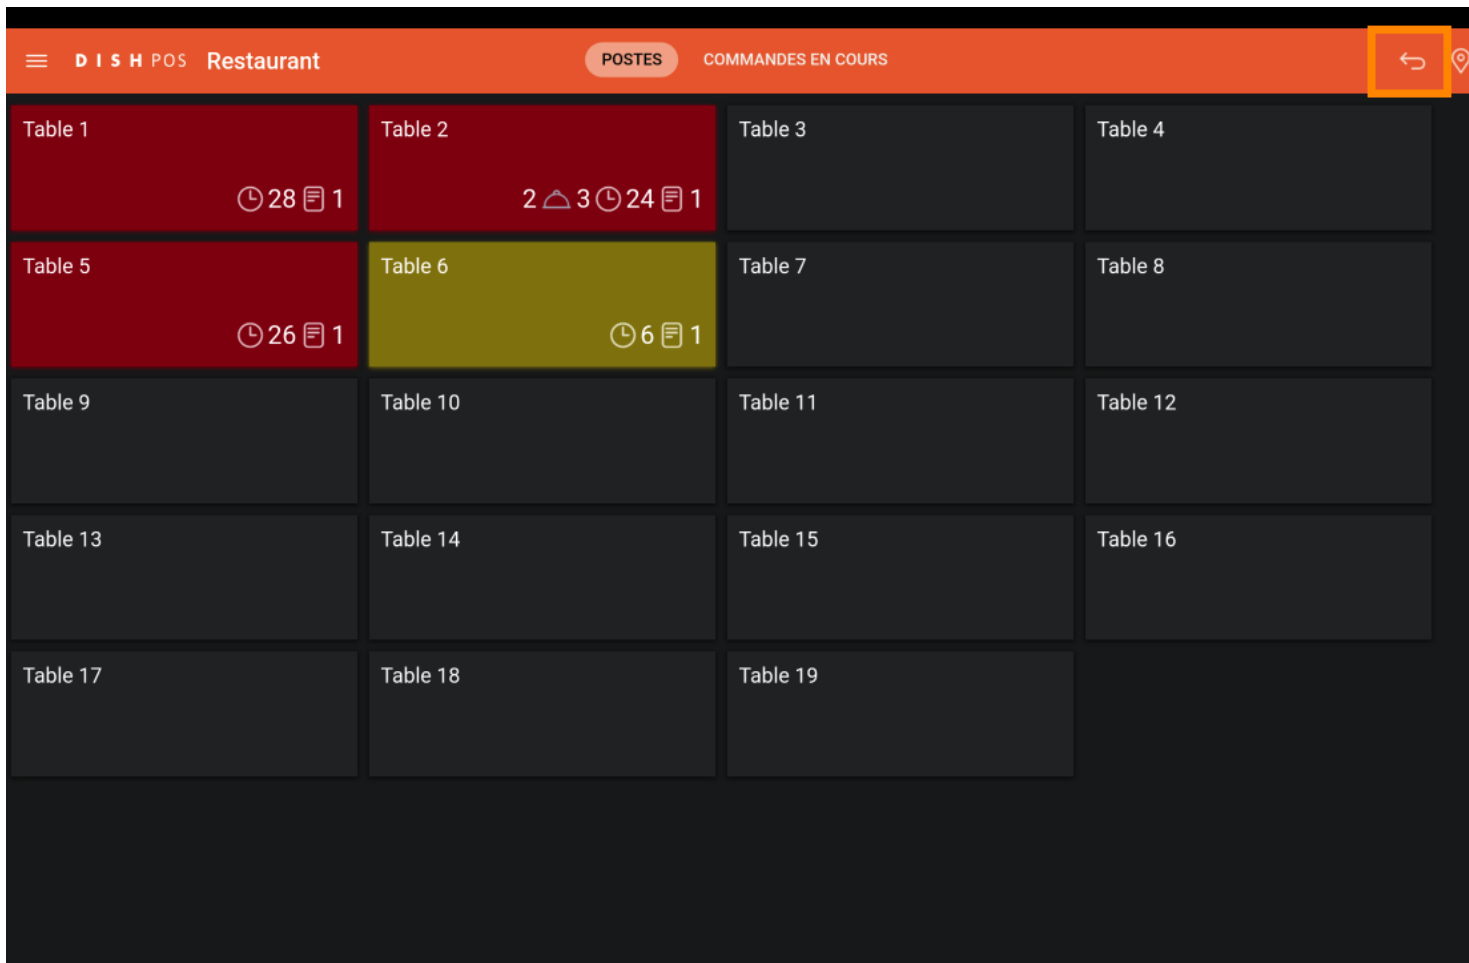 DISH POS Restaurant POSTES COMMANDES EN COURS
Table 1 Table 2 Table 3 Table 4
28 1 2 3 24 1
Table 5 Table 6 Table 7 Table 8
26 1 6 1
Table 9 Table 10 Table 11 Table 12
Table 13 Table 14 Table 15 Table 16
Table 17 Table 18 Table 19